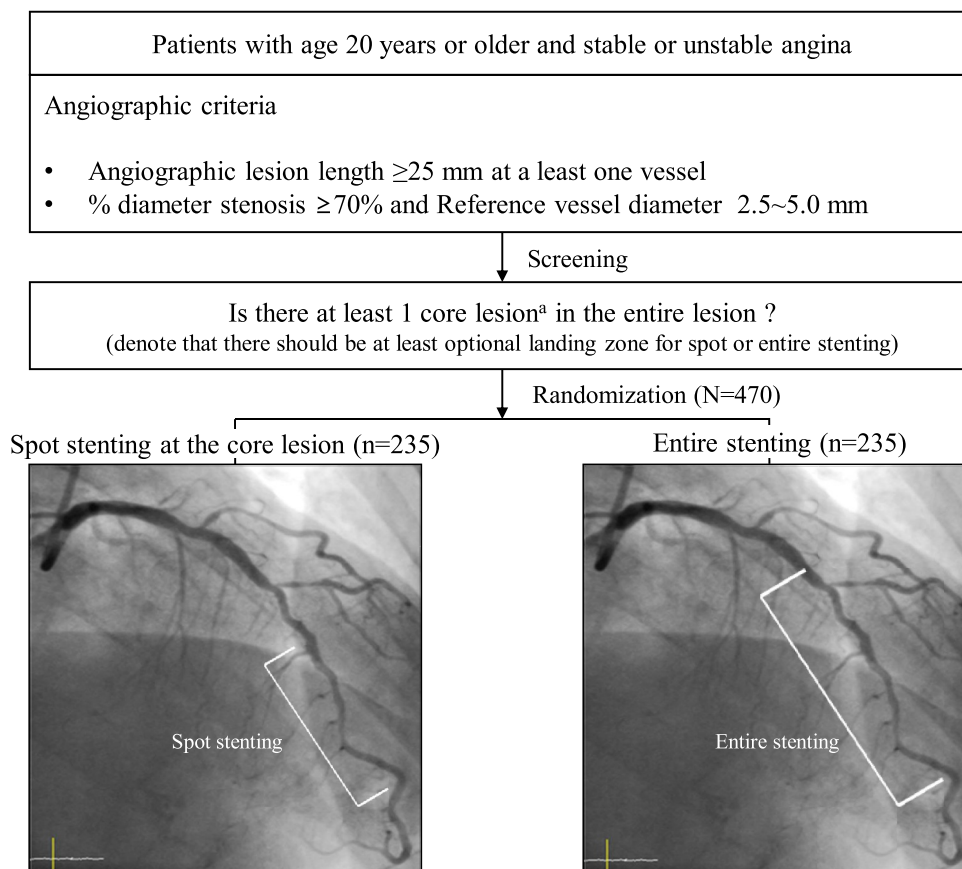 Patients with age 20 years or older and stable or unstable angina
Angiographic criteria
• Angiographic lesion length ≥25 mm at a least one vessel
• % diameter stenosis ≥70% and Reference vessel diameter 2.5~5.0 mm
Screening
Is there at least 1 core lesionᵃ in the entire lesion ?
(denote that there should be at least optional landing zone for spot or entire stenting)
Randomization (N=470)
Spot stenting at the core lesion (n=235)
Entire stenting (n=235)
Spot stenting
Entire stenting